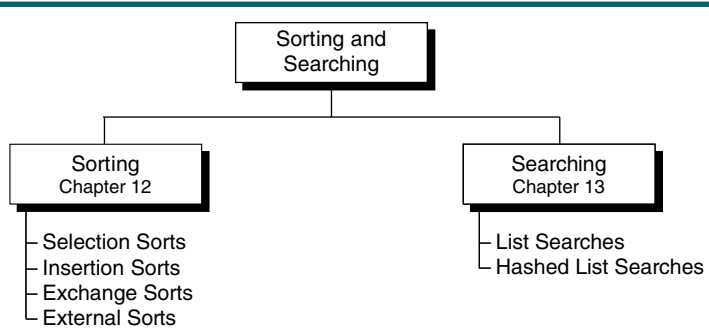 Sorting and
Searching
Sorting
Chapter 12
Selection Sorts
Insertion Sorts
Exchange Sorts
External Sorts
Searching
Chapter 13
List Searches
Hashed List Searches